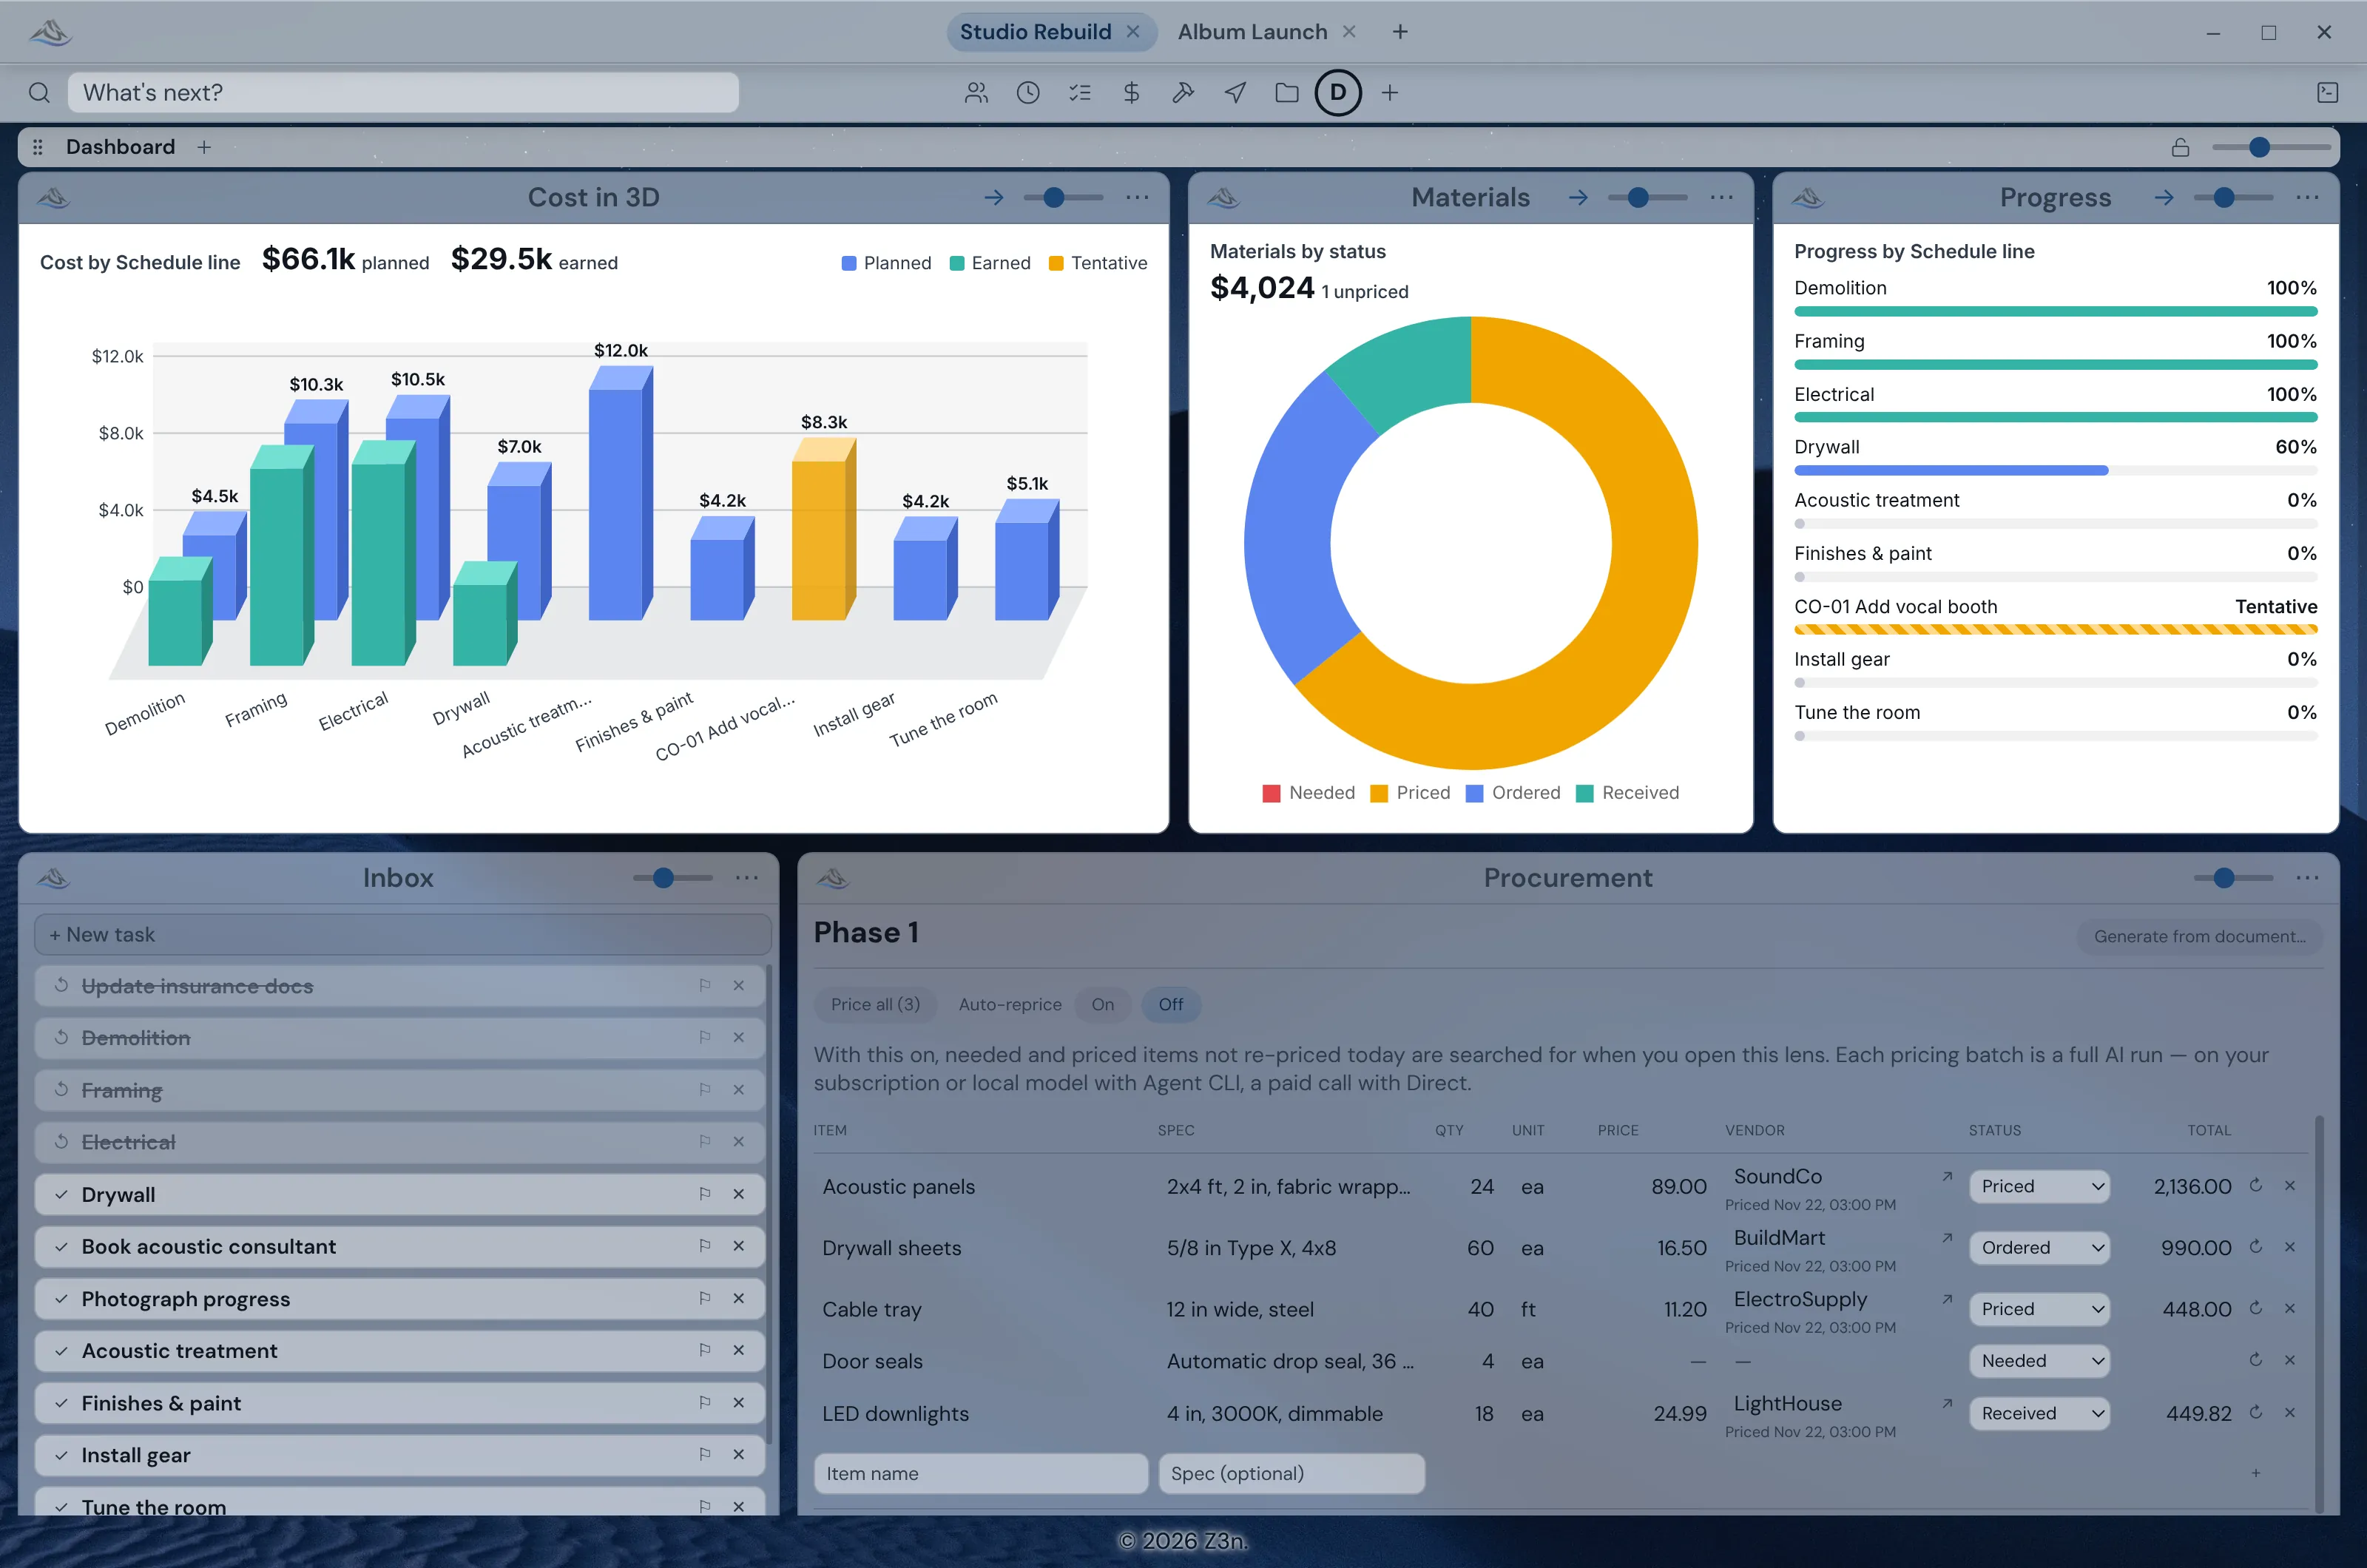 Studio Rebuild
Album Launch
What's next?
D
Dashboard
Cost in 3D
Cost by Schedule line $66.1k planned $29.5k earned
Planned Earned Tentative
$12.0k
$8.0k
$4.0k
$0
$4.5k
$10.3k
$10.5k
$7.0k
$12.0k
$4.2k
$8.3k
$4.2k
$5.1k
Demolition
Framing
Electrical
Drywall
Acoustic treatm...
Finishes & paint
CO-01 Add vocal...
Install gear
Tune the room
Materials
Materials by status
$4,024 1 unpriced
Needed Priced Ordered Received
Progress
Progress by Schedule line
Demolition 100%
Framing 100%
Electrical 100%
Drywall 60%
Acoustic treatment 0%
Finishes & paint 0%
CO-01 Add vocal booth Tentative
Install gear 0%
Tune the room 0%
Inbox
+ New task
Update insurance docs
Demolition
Framing
Electrical
Drywall
Book acoustic consultant
Photograph progress
Acoustic treatment
Finishes & paint
Install gear
Tune the room
Procurement
Phase 1
Generate from document...
Price all (3) Auto-reprice On Off
With this on, needed and priced items not re-priced today are searched for when you open this lens. Each pricing batch is a full AI run — on your
subscription or local model with Agent CLI, a paid call with Direct.
ITEM SPEC QTY UNIT PRICE VENDOR STATUS TOTAL
Acoustic panels 2x4 ft, 2 in, fabric wrapp... 24 ea 89.00 SoundCo Priced 2,136.00
Priced Nov 22, 03:00 PM
Drywall sheets 5/8 in Type X, 4x8 60 ea 16.50 BuildMart Ordered 990.00
Priced Nov 22, 03:00 PM
Cable tray 12 in wide, steel 40 ft 11.20 ElectroSupply Priced 448.00
Priced Nov 22, 03:00 PM
Door seals Automatic drop seal, 36 ... 4 ea — — Needed
LED downlights 4 in, 3000K, dimmable 18 ea 24.99 LightHouse Received 449.82
Priced Nov 22, 03:00 PM
Item name Spec (optional)
© 2026 Z3n.